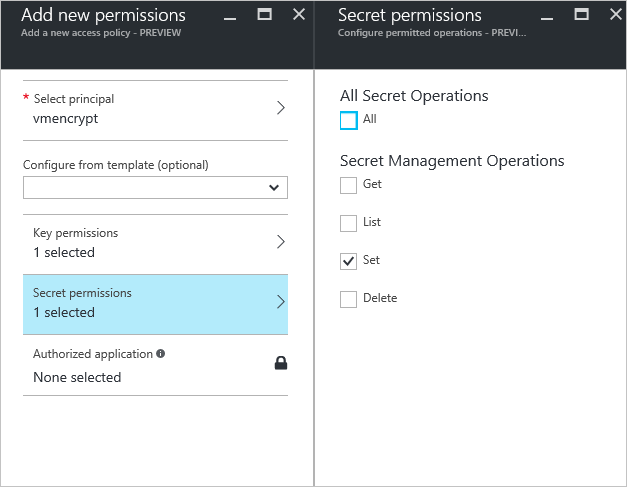 Add new permissions
Add a new access policy - PREVIEW
* Select principal
vmencrypt
Configure from template (optional)
Key permissions
1 selected
Secret permissions
1 selected
Authorized application
None selected
Secret permissions
Configure permitted operations - PREVI...
All Secret Operations
All
Secret Management Operations
Get
List
Set
Delete